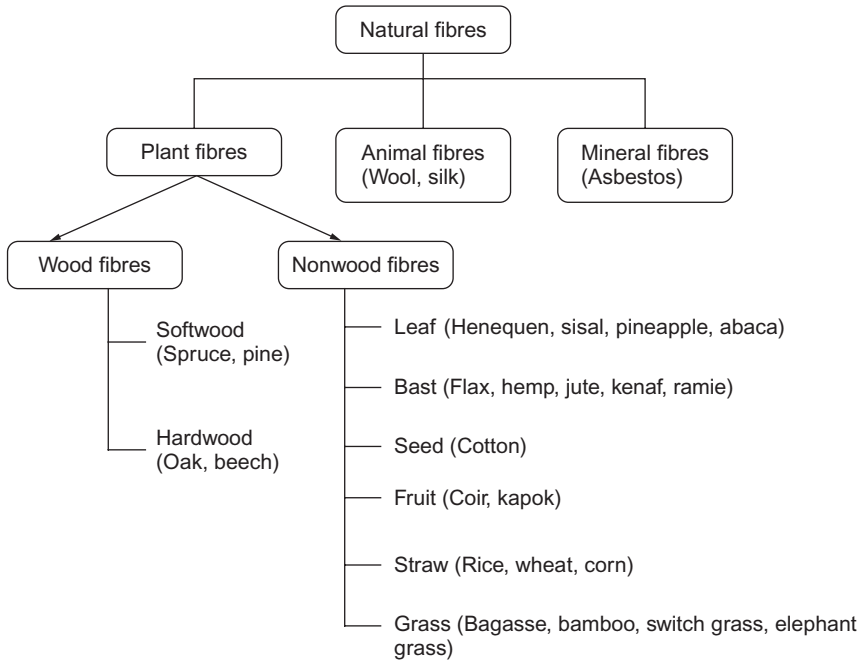 Natural fibres
Plant fibres
Animal fibres
(Wool, silk)
Mineral fibres
(Asbestos)
Wood fibres
Nonwood fibres
Softwood
(Spruce, pine)
Hardwood
(Oak, beech)
Leaf (Henequen, sisal, pineapple, abaca)
Bast (Flax, hemp, jute, kenaf, ramie)
Seed (Cotton)
Fruit (Coir, kapok)
Straw (Rice, wheat, corn)
Grass (Bagasse, bamboo, switch grass, elephant
grass)